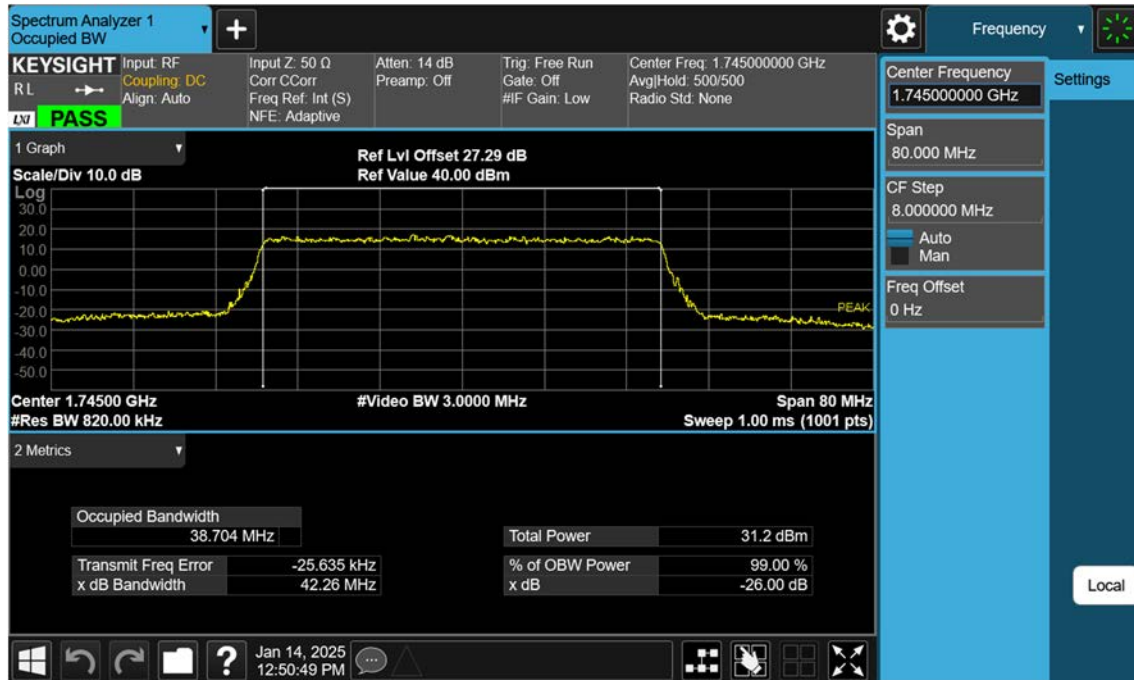 Spectrum Analyzer 1
Occupied BW
+
Frequency
KEYSIGHT
RL
LXI PASS
Input: RF
Coupling: DC
Align: Auto
Input Z: 50 Ω
Corr CCorr
Freq Ref: Int (S)
NFE: Adaptive
Atten: 14 dB
Preamp: Off
Trig: Free Run
Gate: Off
#IF Gain: Low
Center Freq: 1.745000000 GHz
Avg|Hold: 500/500
Radio Std: None
Center Frequency
1.745000000 GHz
Settings
Span
80.000 MHz
CF Step
8.000000 MHz
Auto
Man
Freq Offset
0 Hz
Local
1 Graph
Scale/Div 10.0 dB
Ref Lvl Offset 27.29 dB
Ref Value 40.00 dBm
Log
30.0
20.0
10.0
0.00
-10.0
-20.0
-30.0
-40.0
-50.0
PEAK
Center 1.74500 GHz
#Video BW 3.0000 MHz
Span 80 MHz
#Res BW 820.00 kHz
Sweep 1.00 ms (1001 pts)
2 Metrics
Occupied Bandwidth
38.704 MHz
Total Power 31.2 dBm
Transmit Freq Error -25.635 kHz
% of OBW Power 99.00 %
x dB Bandwidth 42.26 MHz
x dB -26.00 dB
?
Jan 14, 2025
12:50:49 PM